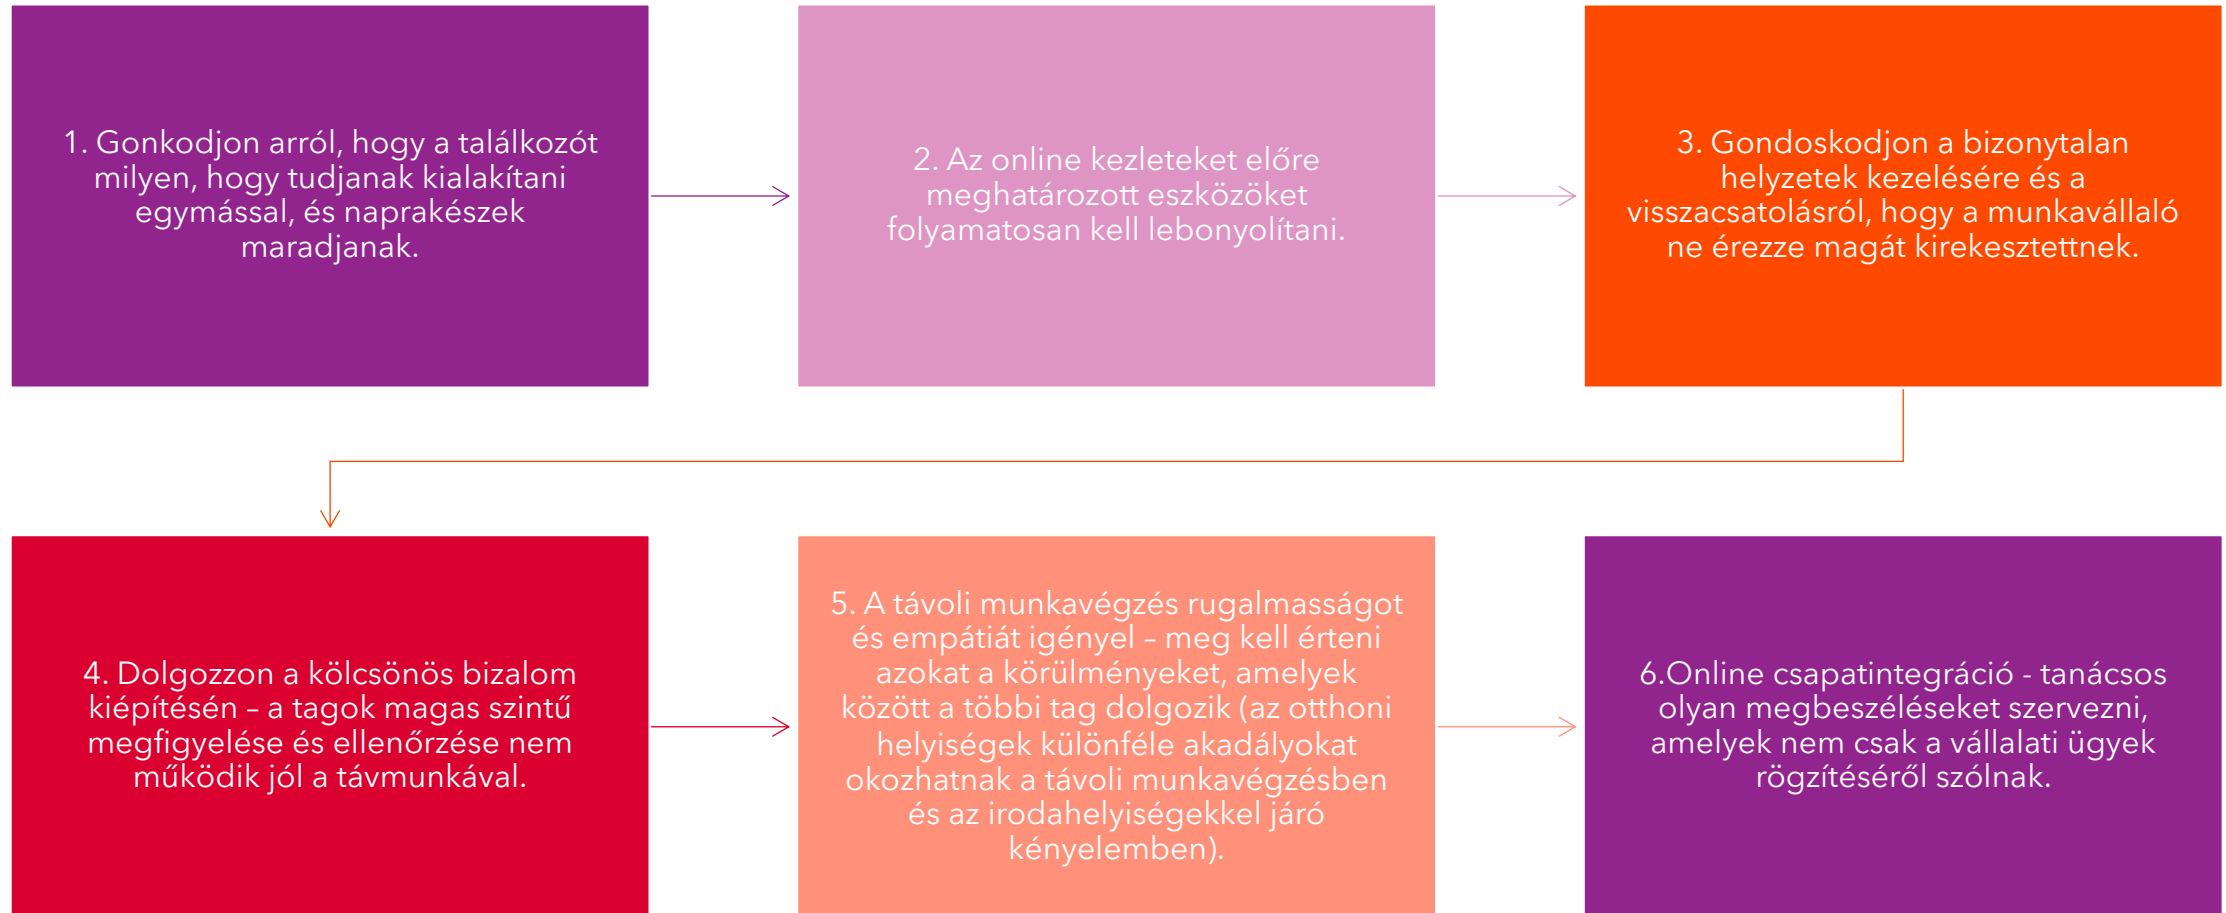 1. Gonkodjon arról, hogy a találkozót
milyen, hogy tudjanak kialakítani
egymással, és naprakészek
maradjanak.
2. Az online kezleteket előre
meghatározott eszközöket
folyamatosan kell lebonyolítani.
3. Gondoskodjon a bizonytalan
helyzetek kezelésére és a
visszacsatolásról, hogy a munkavállaló
ne érezze magát kirekesztettnek.
4. Dolgozzon a kölcsönös bizalom
kiépítésén – a tagok magas szintű
megfigyelése és ellenőrzése nem
működik jól a távmunkával.
5. A távoli munkavégzés rugalmasságot
és empátiát igényel – meg kell érteni
azokat a körülményeket, amelyek
között a többi tag dolgozik (az otthoni
helyiségek különféle akadályokat
okozhatnak a távoli munkavégzésben
és az irodahelyiségekkel járó
kényelemben).
6.Online csapatintegráció - tanácsos
olyan megbeszéléseket szervezni,
amelyek nem csak a vállalati ügyek
rögzítéséről szólnak.